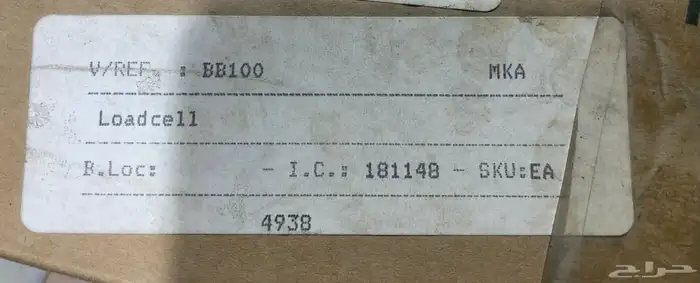 V/REF. : BB100 MKA
Loadcell
B.Loc: - I.C.: 181148 - SKU:EA
4938
حراج